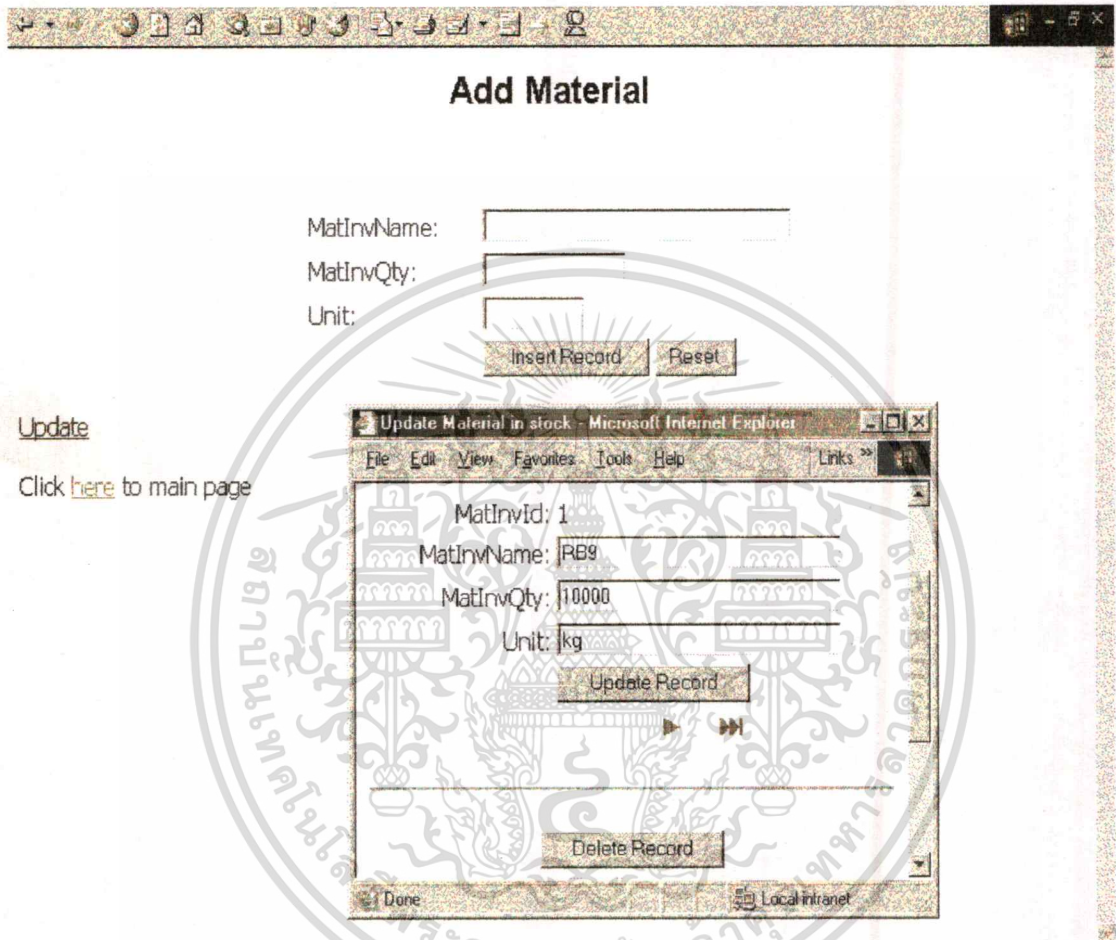 Add Material
MatInvName:
MatInvQty:
Unit:
Insert Record Reset
Update
Click here to main page
Update Material in stock - Microsoft Internet Explorer
File Edit View Favorites Tools Help Links »
MatInvId: 1
MatInvName: RB9
MatInvQty: 10000
Unit: kg
Update Record
Delete Record
Done Local intranet